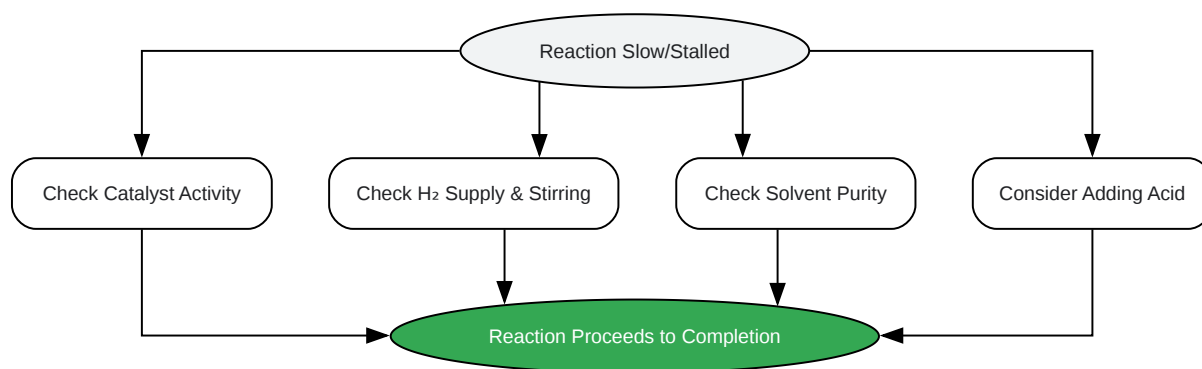 Reaction Slow/Stalled
Check Catalyst Activity
Check H₂ Supply & Stirring
Check Solvent Purity
Consider Adding Acid
Reaction Proceeds to Completion